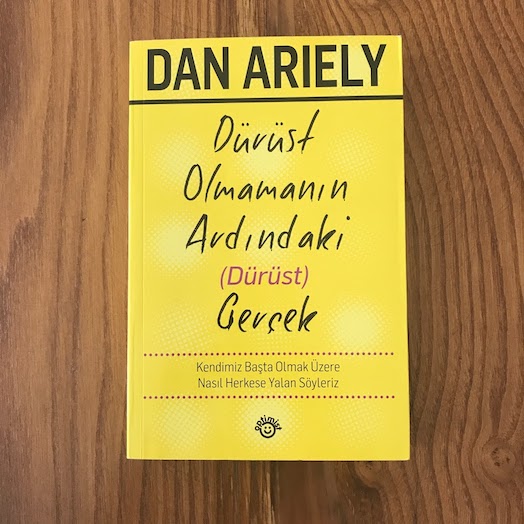 DAN ARIELY
Dürüst
Olmamanın
Ardındaki
(Dürüst)
Gerçek
Kendimiz Başta Olmak Üzere
Nasıl Herkese Yalan Söyleriz
optimist